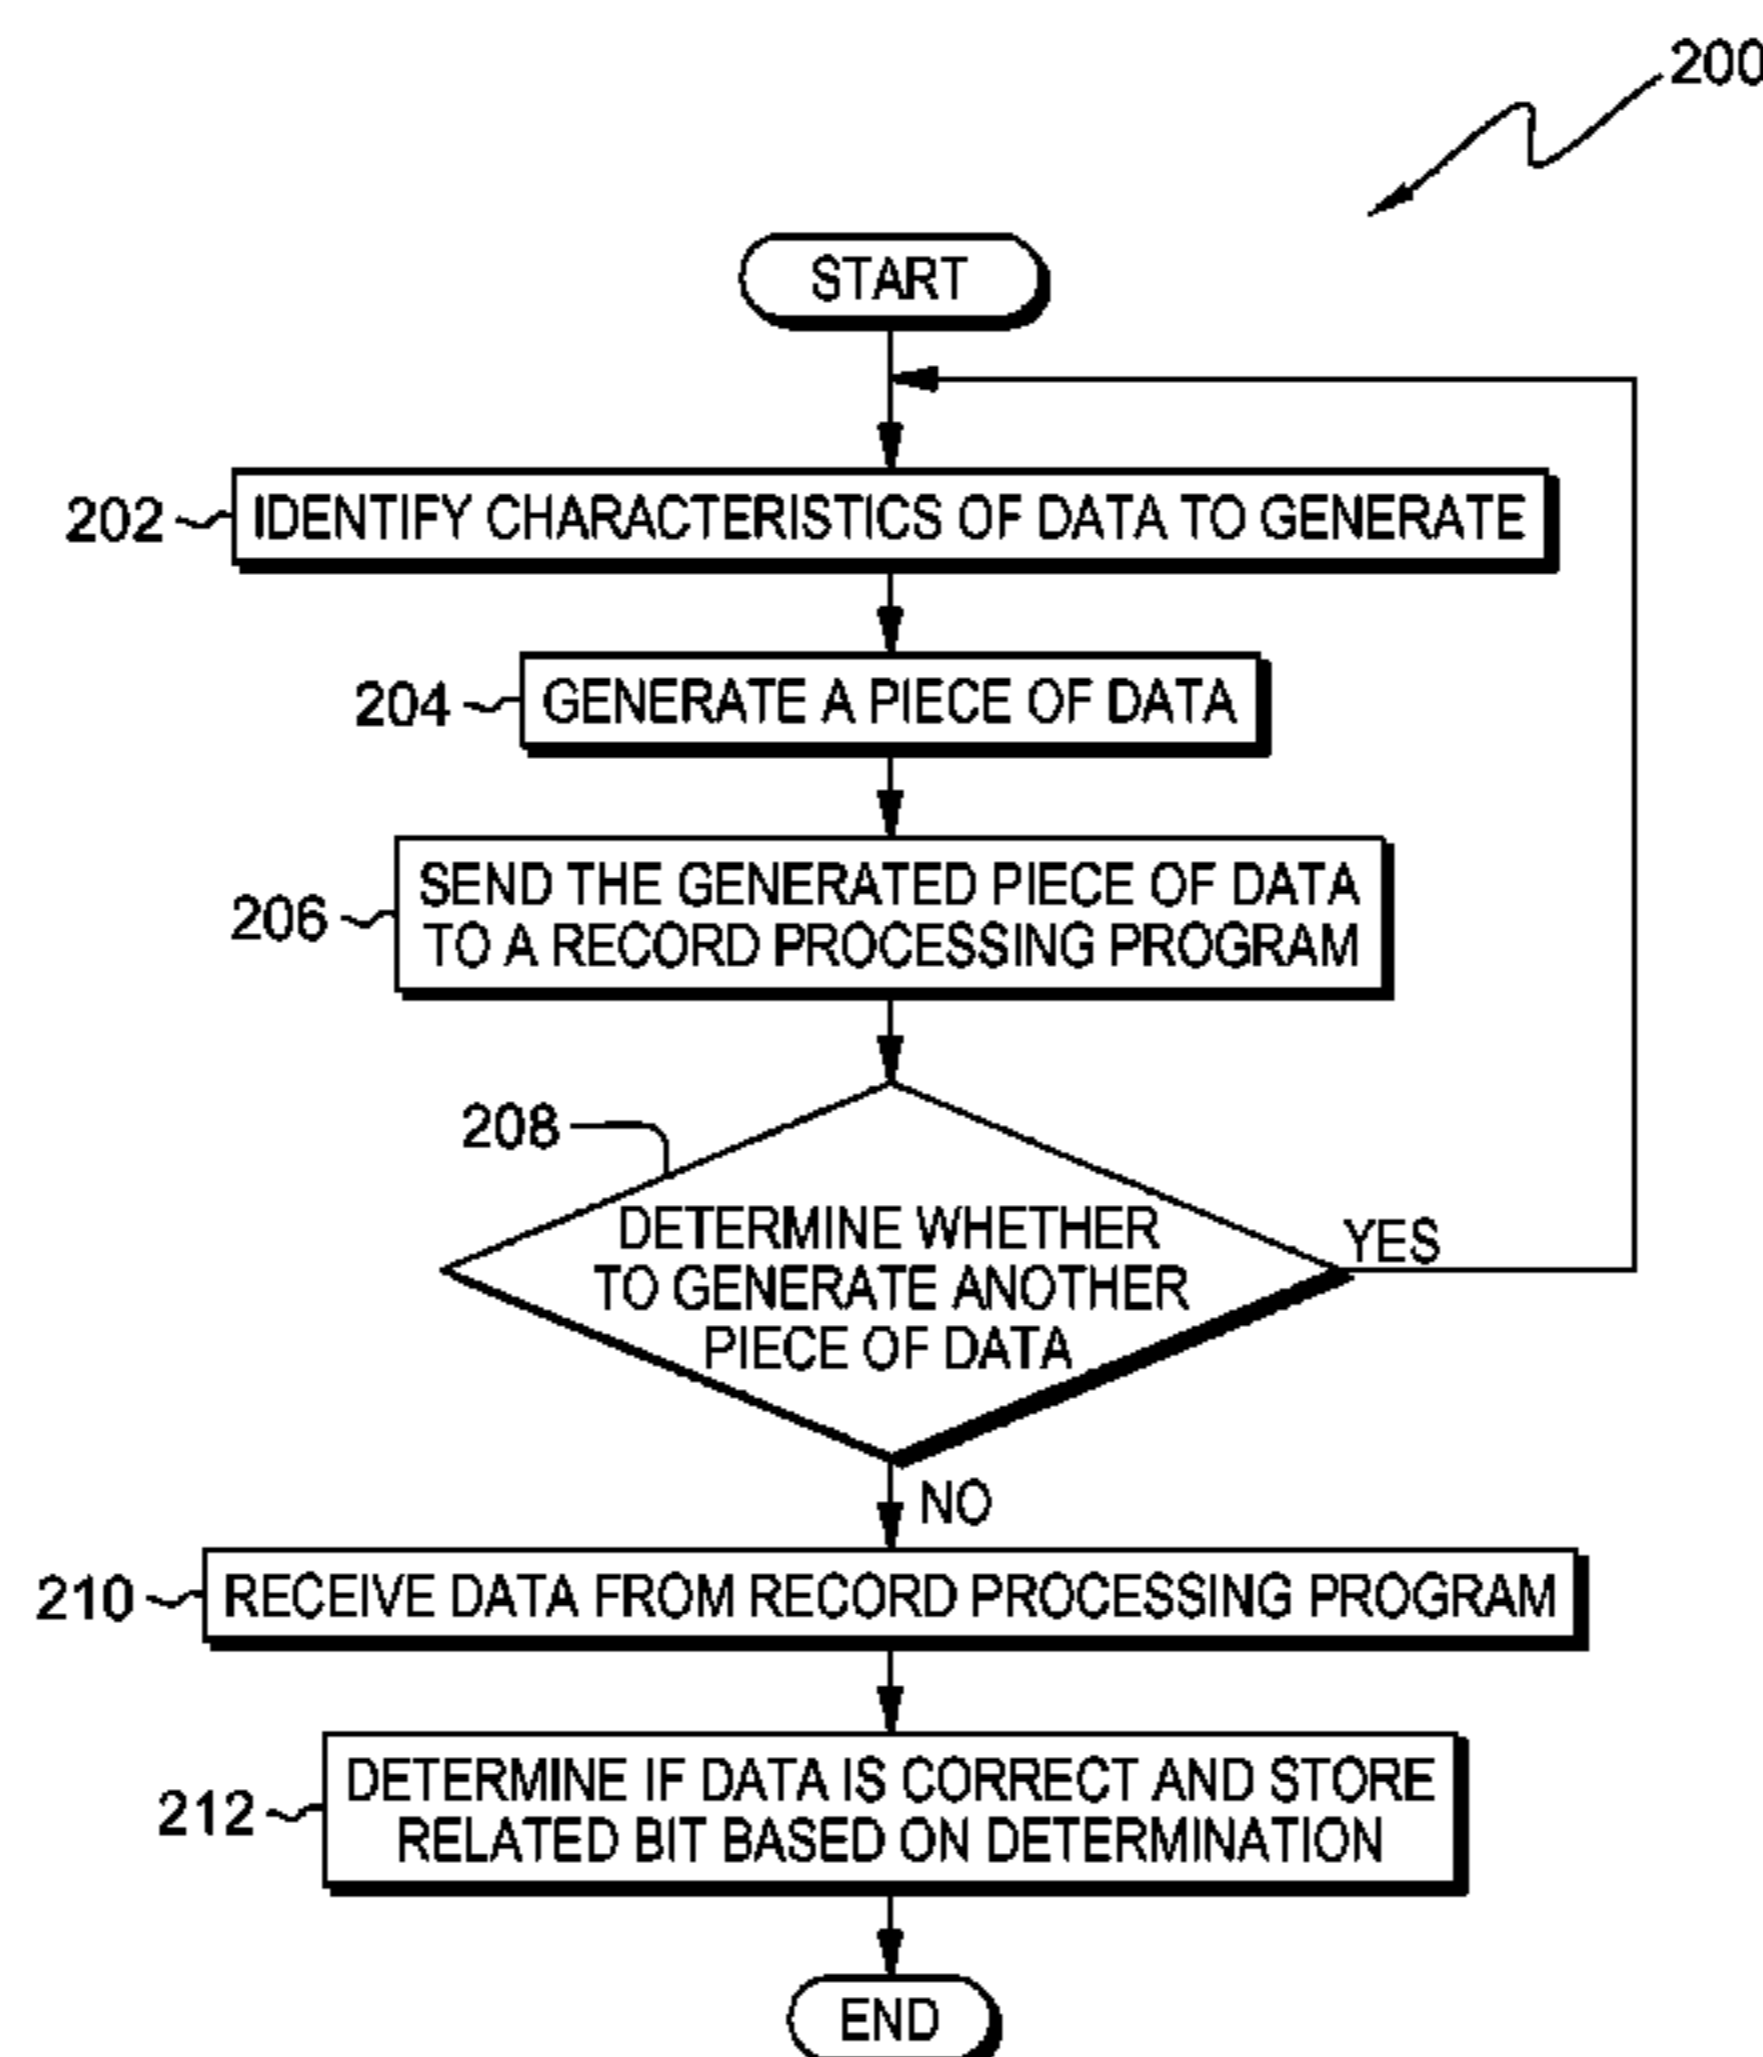 200
START
202
IDENTIFY CHARACTERISTICS OF DATA TO GENERATE
204
GENERATE A PIECE OF DATA
206
SEND THE GENERATED PIECE OF DATA
TO A RECORD PROCESSING PROGRAM
208
DETERMINE WHETHER
TO GENERATE ANOTHER
PIECE OF DATA
YES
NO
210
RECEIVE DATA FROM RECORD PROCESSING PROGRAM
212
DETERMINE IF DATA IS CORRECT AND STORE
RELATED BIT BASED ON DETERMINATION
END